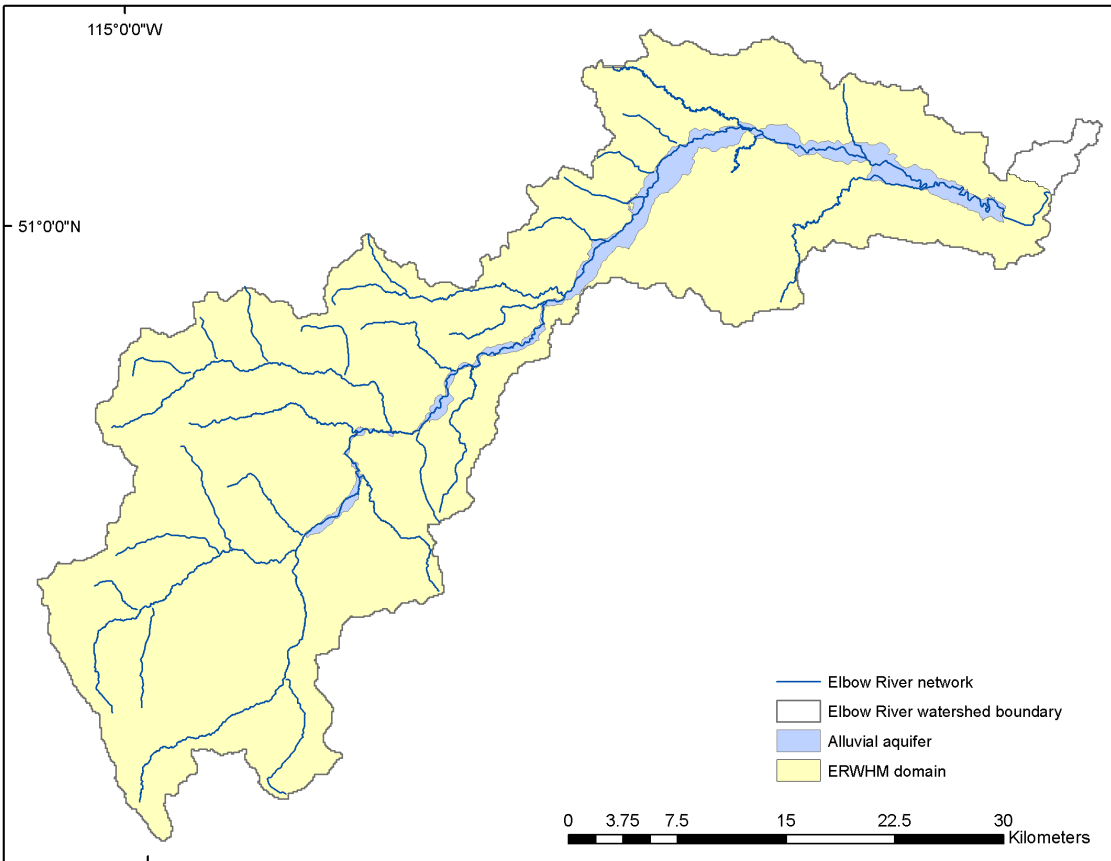 115°0'0"W
51°0'0"N
Elbow River network
Elbow River watershed boundary
Alluvial aquifer
ERWHM domain
0 3.75 7.5 15 22.5 30
Kilometers